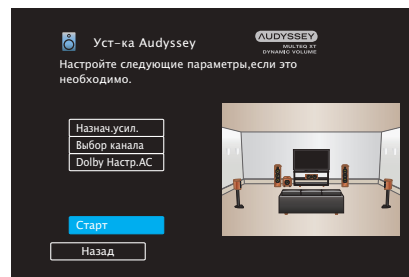 Уст-ка Audyssey
AUDYSSEY
MULTEQ XT
DYNAMIC VOLUME
Настройте следующие параметры,если это
необходимо.
Назнач.усил.
Выбор канала
Dolby Настр.АС
Старт
Назад